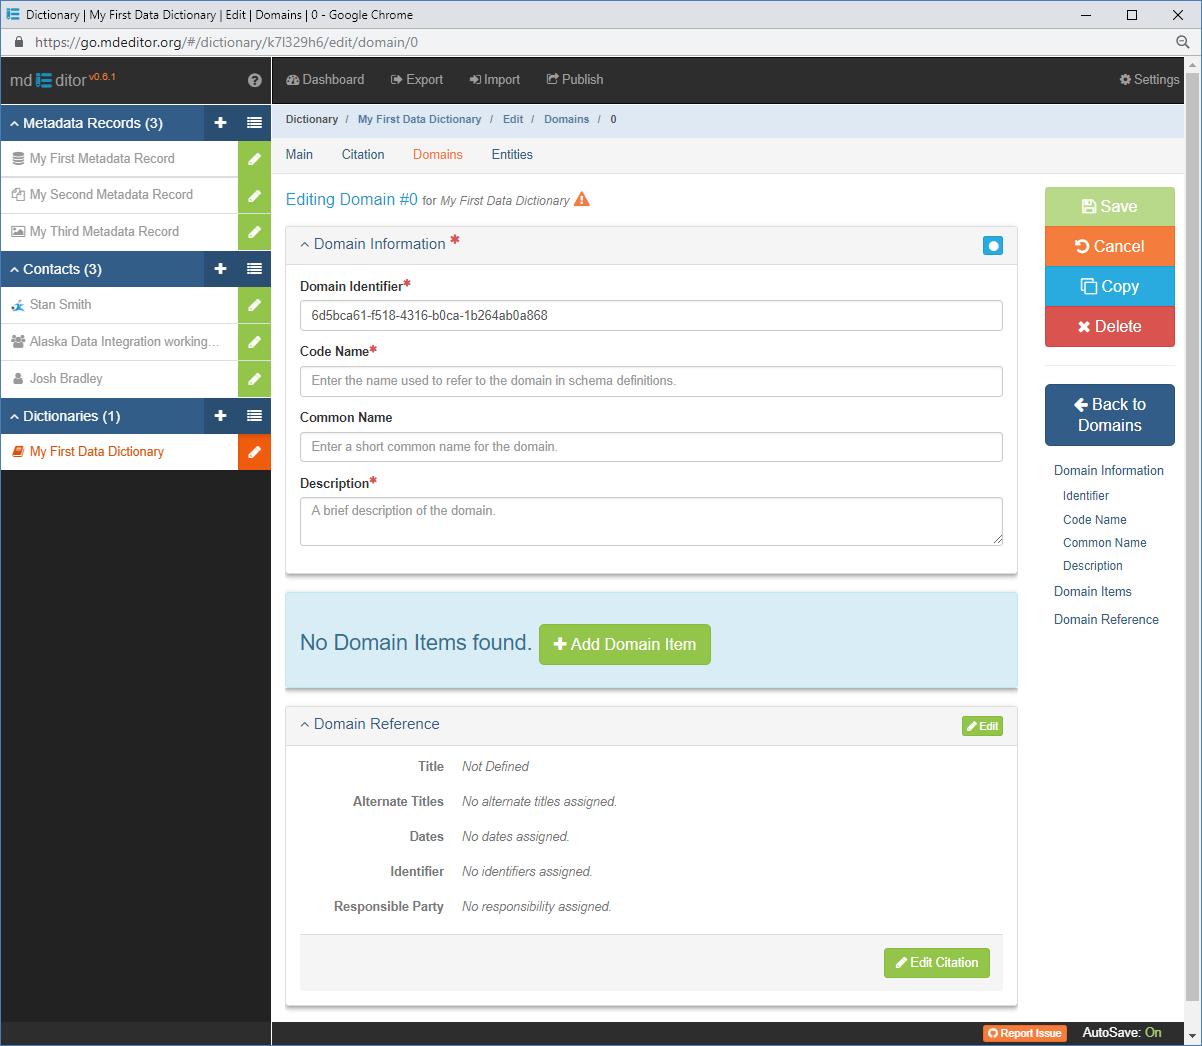 Dictionary | My First Data Dictionary | Edit | Domains | 0 - Google Chrome
https://go.mdeditor.org/#/dictionary/k7l329h6/edit/domain/0
md Editor v0.6.1
Dashboard Export Import Publish Settings
Metadata Records (3)
My First Metadata Record
My Second Metadata Record
My Third Metadata Record
Contacts (3)
Stan Smith
Alaska Data Integration working...
Josh Bradley
Dictionaries (1)
My First Data Dictionary
Dictionary / My First Data Dictionary / Edit / Domains / 0
Main Citation Domains Entities
Editing Domain #0 for My First Data Dictionary
Domain Information *
Domain Identifier*
6d5bca61-f518-4316-b0ca-1b264ab0a868
Code Name*
Enter the name used to refer to the domain in schema definitions.
Common Name
Enter a short common name for the domain.
Description*
A brief description of the domain.
No Domain Items found. + Add Domain Item
Domain Reference
Edit
Title Not Defined
Alternate Titles No alternate titles assigned.
Dates No dates assigned.
Identifier No identifiers assigned.
Responsible Party No responsibility assigned.
Edit Citation
Save
Cancel
Copy
Delete
Back to
Domains
Domain Information
Identifier
Code Name
Common Name
Description
Domain Items
Domain Reference
Report Issue AutoSave: On